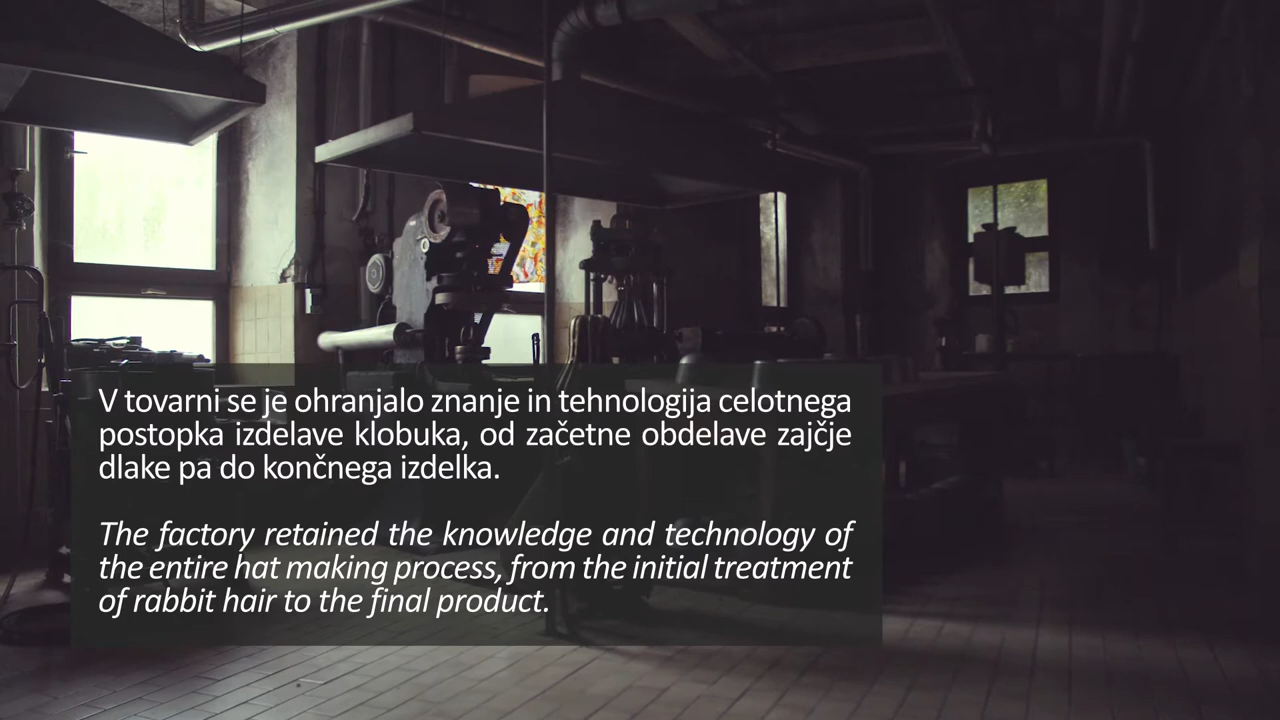 V tovarni se je ohranjalo znanje in tehnologija celotnega
postopka izdelave klobuka, od začetne obdelave zajčje
dlake pa do končnega izdelka.
The factory retained the knowledge and technology of
the entire hat making process, from the initial treatment
of rabbit hair to the final product.